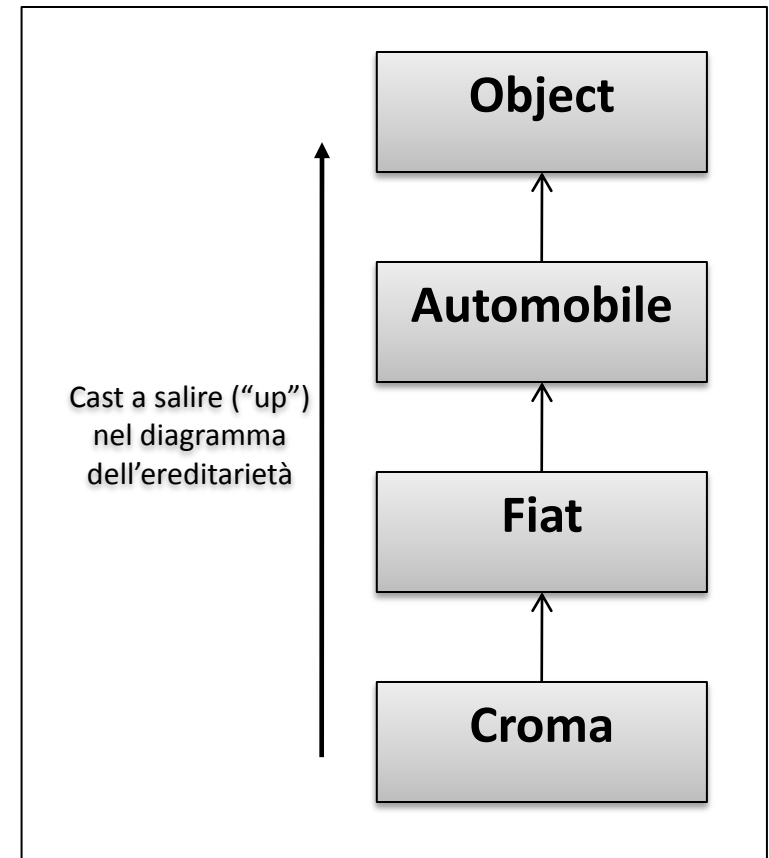 Object
Automobile
Cast a salire (“up”)
nel diagramma
dell’ereditarietà
Fiat
Croma